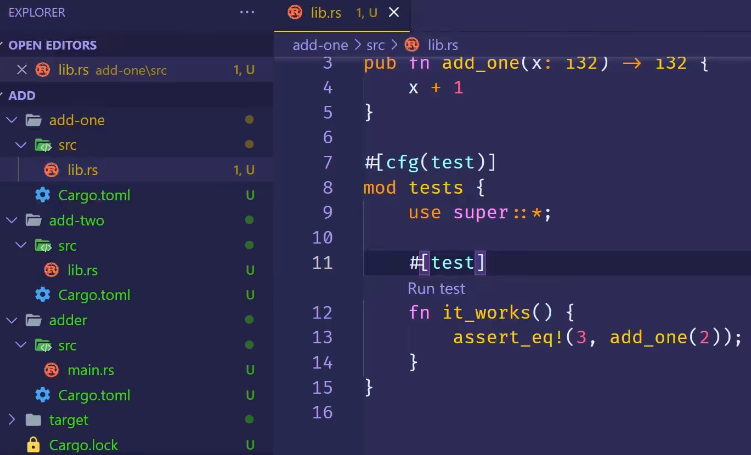 EXPLORER
···
OPEN EDITORS
lib.rs add-one\src 1, U
ADD
add-one
src
lib.rs 1, U
Cargo.toml U
add-two
src
lib.rs U
Cargo.toml U
adder
src
main.rs U
Cargo.toml U
target
Cargo.lock U
lib.rs 1, U
add-one > src > lib.rs
3 pub fn add_one(x: i32) → i32 {
4 x + 1
5 }
6
7 #[cfg(test)]
8 mod tests {
9 use super::*;
10
11 #[test]
Run test
12 fn it_works() {
13 assert_eq!(3, add_one(2));
14 }
15 }
16